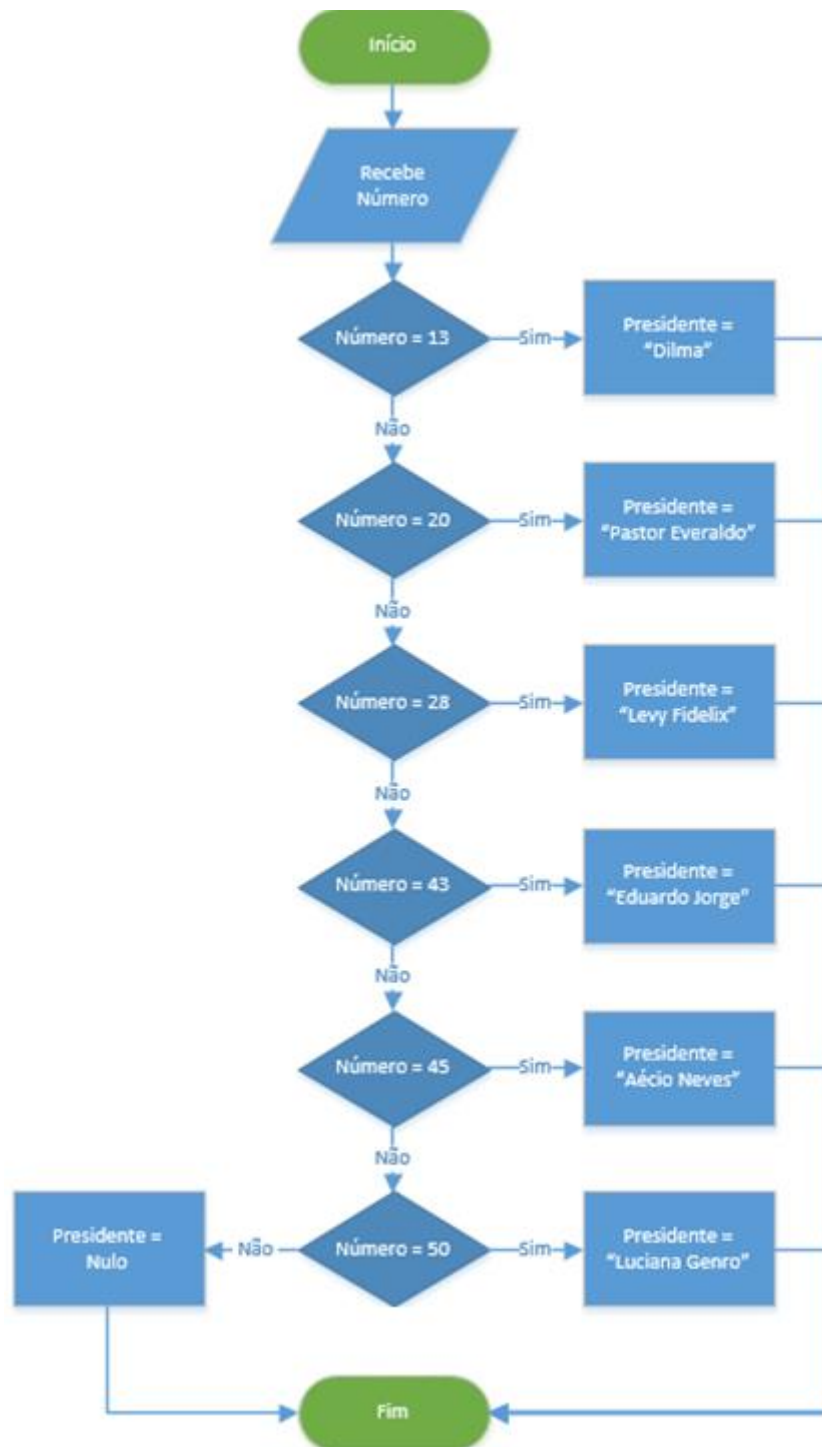 Início
Recebe
Número
Número = 13
Sim
Presidente =
“Dilma”
Não
Número = 20
Sim
Presidente =
“Pastor Everaldo”
Não
Número = 28
Sim
Presidente =
“Levy Fidelix”
Não
Número = 43
Sim
Presidente =
“Eduardo Jorge”
Não
Número = 45
Sim
Presidente =
“Aécio Neves”
Não
Presidente =
Nulo
Não
Número = 50
Sim
Presidente =
“Luciana Genro”
Fim